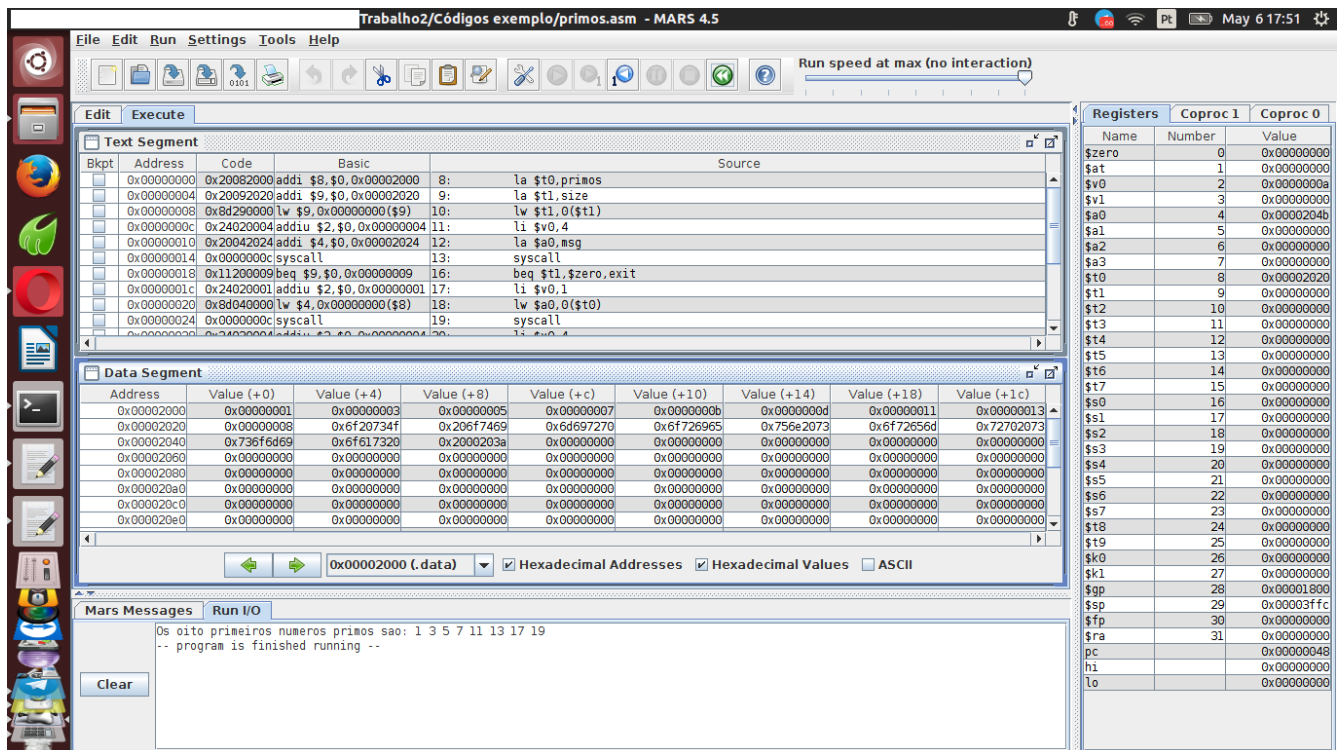 Trabalho2/Códigos exemplo/primos.asm - MARS 4.5
Pt May 6 17:51
File Edit Run Settings Tools Help
Run speed at max (no interaction)
Edit Execute
Text Segment
Bkpt Address Code Basic Source
0x00000000 0x20082000 addi $8,$0,0x00002000 8: la $t0,primos
0x00000004 0x20092020 addi $9,$0,0x00002020 9: la $t1,size
0x00000008 0x8d290000 lw $9,0x00000000($9) 10: lw $t1,0($t1)
0x0000000c 0x24020004 addiu $2,$0,0x00000004 11: li $v0,4
0x00000010 0x20042024 addi $4,$0,0x00002024 12: la $a0,msg
0x00000014 0x0000000c syscall 13: syscall
0x00000018 0x11200009 beq $9,$0,0x00000009 16: beq $t1,$zero,exit
0x0000001c 0x24020001 addiu $2,$0,0x00000001 17: li $v0,1
0x00000020 0x8d040000 lw $4,0x00000000($8) 18: lw $a0,0($t0)
0x00000024 0x0000000c syscall 19: syscall
0x00000028 0x24020004 addiu $2,$0,0x00000004 20: li $v0,4
Data Segment
Address Value (+0) Value (+4) Value (+8) Value (+c) Value (+10) Value (+14) Value (+18) Value (+1c)
0x00002000 0x00000001 0x00000003 0x00000005 0x00000007 0x0000000b 0x0000000d 0x00000011 0x00000013
0x00002020 0x00000008 0x6f20734f 0x206f7469 0x6d697270 0x6f726965 0x756e2073 0x6f72656d 0x72702073
0x00002040 0x736f6d69 0x6f617320 0x2000203a 0x00000000 0x00000000 0x00000000 0x00000000 0x00000000
0x00002060 0x00000000 0x00000000 0x00000000 0x00000000 0x00000000 0x00000000 0x00000000 0x00000000
0x00002080 0x00000000 0x00000000 0x00000000 0x00000000 0x00000000 0x00000000 0x00000000 0x00000000
0x000020a0 0x00000000 0x00000000 0x00000000 0x00000000 0x00000000 0x00000000 0x00000000 0x00000000
0x000020c0 0x00000000 0x00000000 0x00000000 0x00000000 0x00000000 0x00000000 0x00000000 0x00000000
0x000020e0 0x00000000 0x00000000 0x00000000 0x00000000 0x00000000 0x00000000 0x00000000 0x00000000
0x00002000 (.data) Hexadecimal Addresses Hexadecimal Values ASCII
Mars Messages Run I/O
Os oito primeiros numeros primos sao: 1 3 5 7 11 13 17 19
-- program is finished running --
Clear
Registers Coproc 1 Coproc 0
Name Number Value
$zero 0 0x00000000
$at 1 0x00000000
$v0 2 0x0000000a
$v1 3 0x00000000
$a0 4 0x0000204b
$a1 5 0x00000000
$a2 6 0x00000000
$a3 7 0x00000000
$t0 8 0x00002020
$t1 9 0x00000000
$t2 10 0x00000000
$t3 11 0x00000000
$t4 12 0x00000000
$t5 13 0x00000000
$t6 14 0x00000000
$t7 15 0x00000000
$s0 16 0x00000000
$s1 17 0x00000000
$s2 18 0x00000000
$s3 19 0x00000000
$s4 20 0x00000000
$s5 21 0x00000000
$s6 22 0x00000000
$s7 23 0x00000000
$t8 24 0x00000000
$t9 25 0x00000000
$k0 26 0x00000000
$k1 27 0x00000000
$gp 28 0x00001800
$sp 29 0x00003ffc
$fp 30 0x00000000
$ra 31 0x00000000
pc 0x00000048
hi 0x00000000
lo 0x00000000